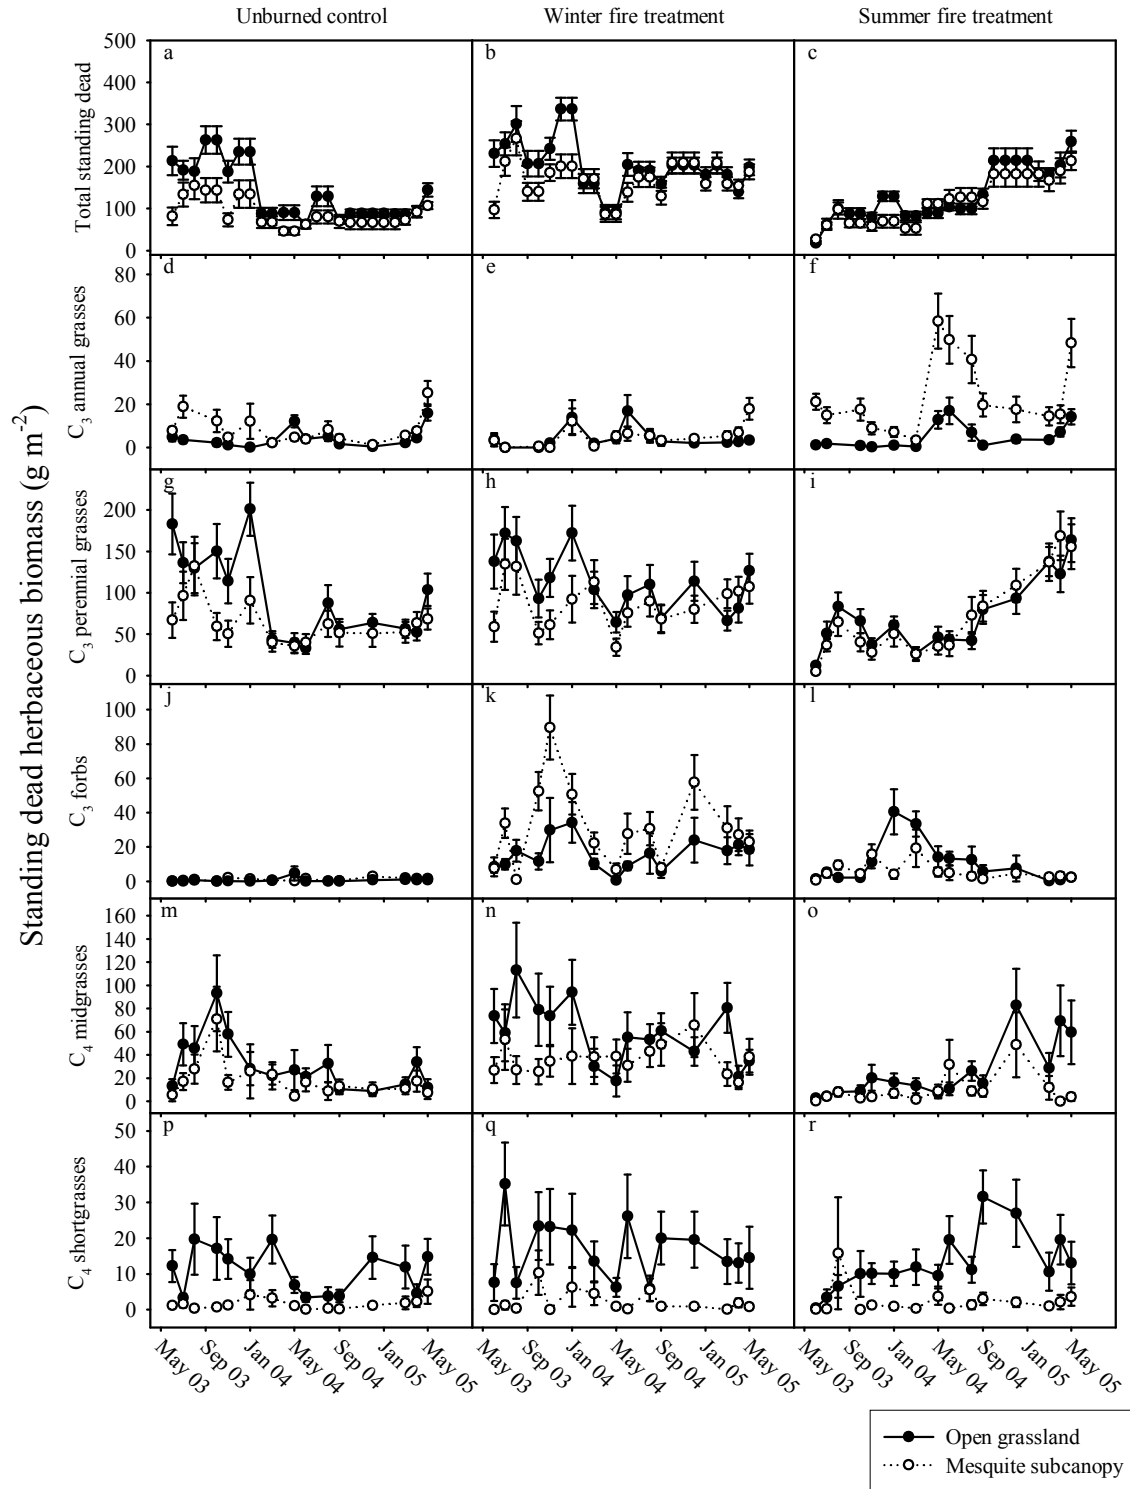 Unburned control
Winter fire treatment
Summer fire treatment
Standing dead herbaceous biomass (g m⁻²)
Total standing dead
500
400
300
200
100
0
a
b
c
C₃ annual grasses
80
60
40
20
0
d
e
f
C₃ perennial grasses
200
150
100
50
0
g
h
i
C₃ forbs
100
80
60
40
20
0
j
k
l
C₄ midgrasses
160
140
120
100
80
60
40
20
0
m
n
o
C₄ shortgrasses
50
40
30
20
10
0
p
q
r
May 03
Sep 03
Jan 04
May 04
Sep 04
Jan 05
May 05
May 03
Sep 03
Jan 04
May 04
Sep 04
Jan 05
May 05
May 03
Sep 03
Jan 04
May 04
Sep 04
Jan 05
May 05
Open grassland
Mesquite subcanopy